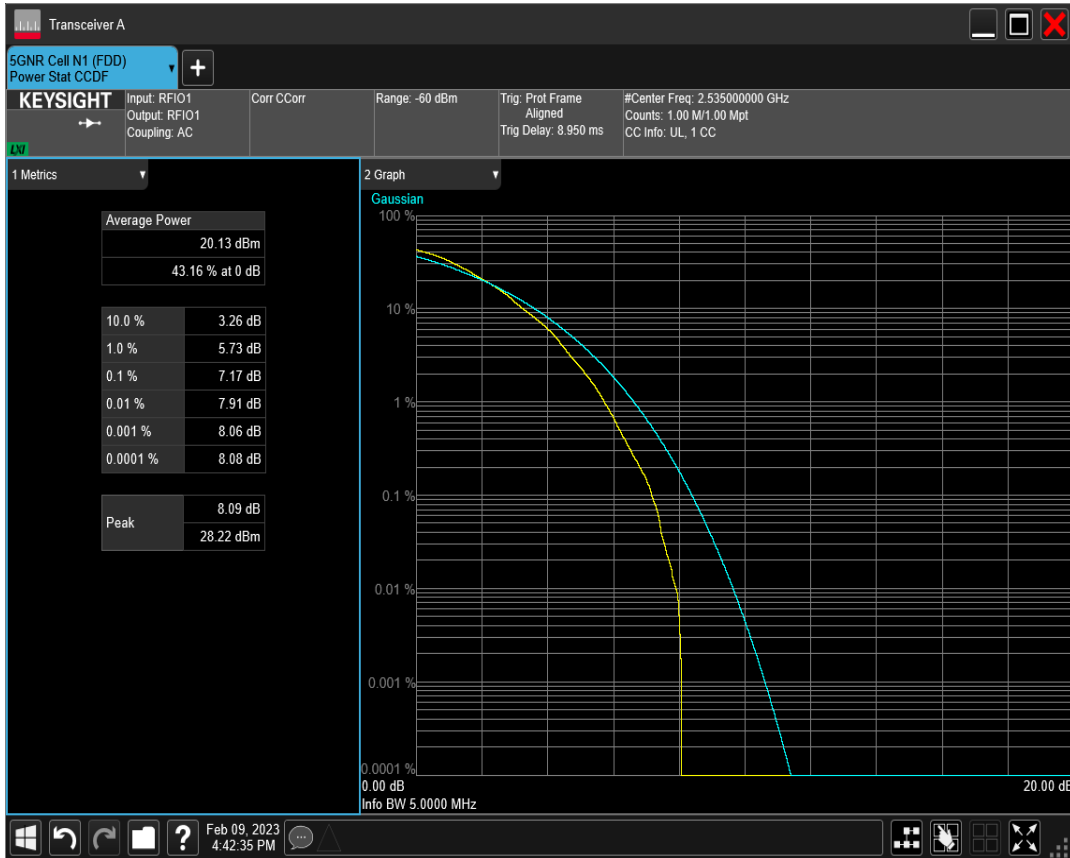 Transceiver A
5GNR Cell N1 (FDD)
Power Stat CCDF
+
KEYSIGHT
LXI
Input: RFIO1
Output: RFIO1
Coupling: AC
Corr CCorr
Range: -60 dBm
Trig: Prot Frame
Aligned
Trig Delay: 8.950 ms
#Center Freq: 2.535000000 GHz
Counts: 1.00 M/1.00 Mpt
CC Info: UL, 1 CC
1 Metrics
Average Power
20.13 dBm
43.16 % at 0 dB
10.0 % 3.26 dB
1.0 % 5.73 dB
0.1 % 7.17 dB
0.01 % 7.91 dB
0.001 % 8.06 dB
0.0001 % 8.08 dB
Peak
8.09 dB
28.22 dBm
2 Graph
Gaussian
100 %
10 %
1 %
0.1 %
0.01 %
0.001 %
0.0001 %
0.00 dB 20.00 dB
Info BW 5.0000 MHz
?
Feb 09, 2023
4:42:35 PM